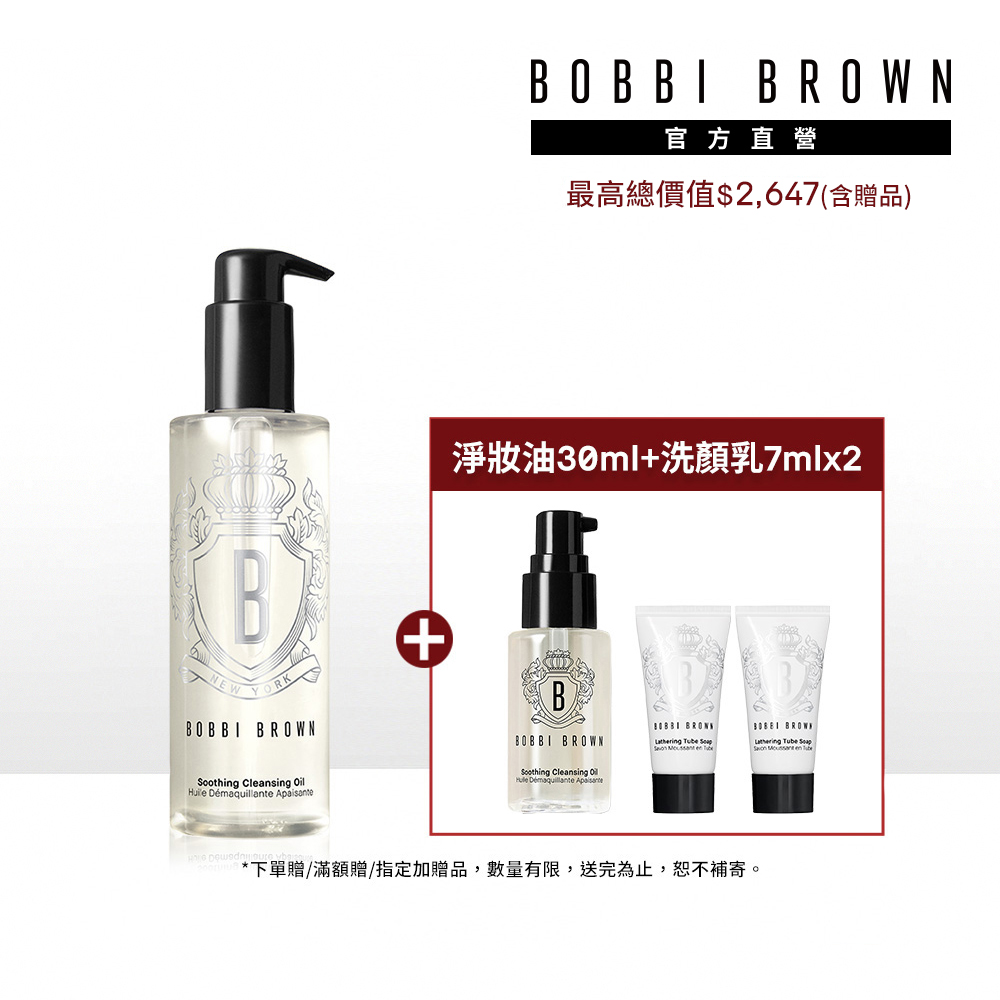 BOBBI BROWN
官方直營
最高總價值$2,647(含贈品)
淨妝油30ml+洗顏乳7mlx2
B
NEW YORK
BOBBI BROWN
Soothing Cleansing Oil
Huile Démaquillante Apaisante
B
BOBBI BROWN
Soothing Cleansing Oil
Huile Démaquillante Apaisante
B
BOBBI BROWN
Lathering Tube Soap
Savon Moussant en Tube
B
BOBBI BROWN
Lathering Tube Soap
Savon Moussant en Tube
*下單贈/滿額贈/指定加贈品，數量有限，送完為止，恕不補寄。